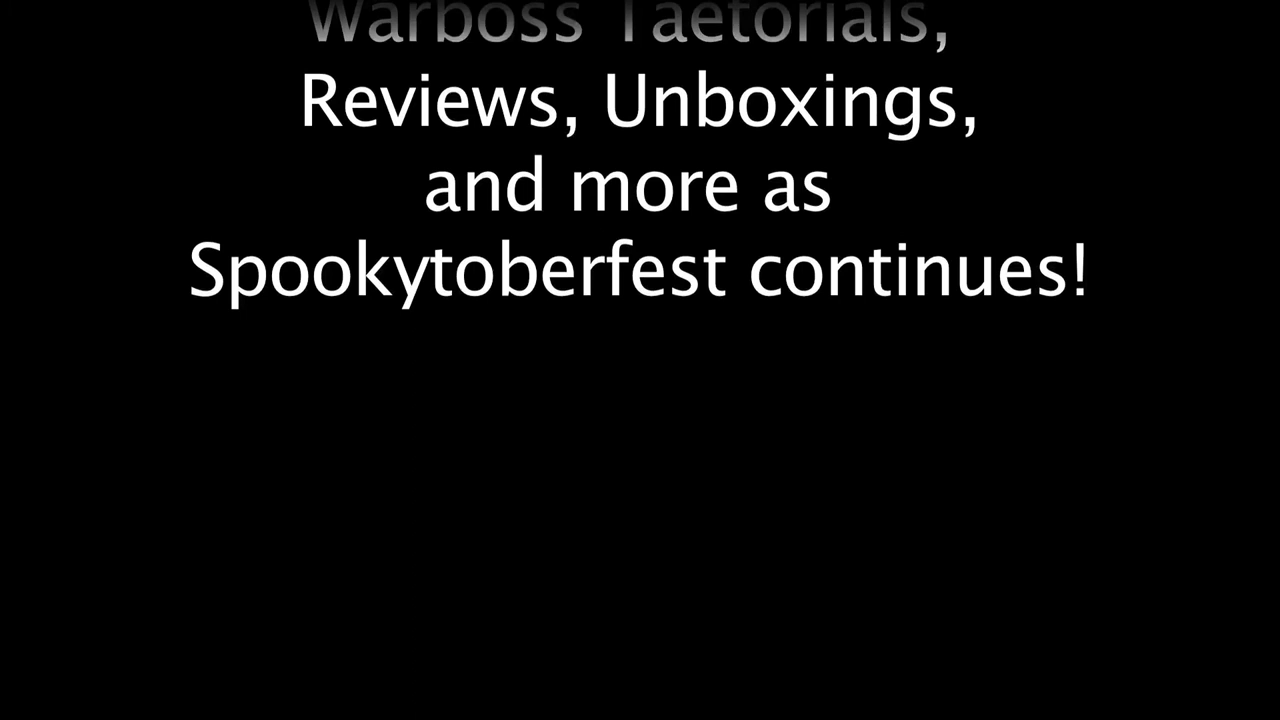 Warboss Taetorials,
Reviews, Unboxings,
and more as
Spookytoberfest continues!